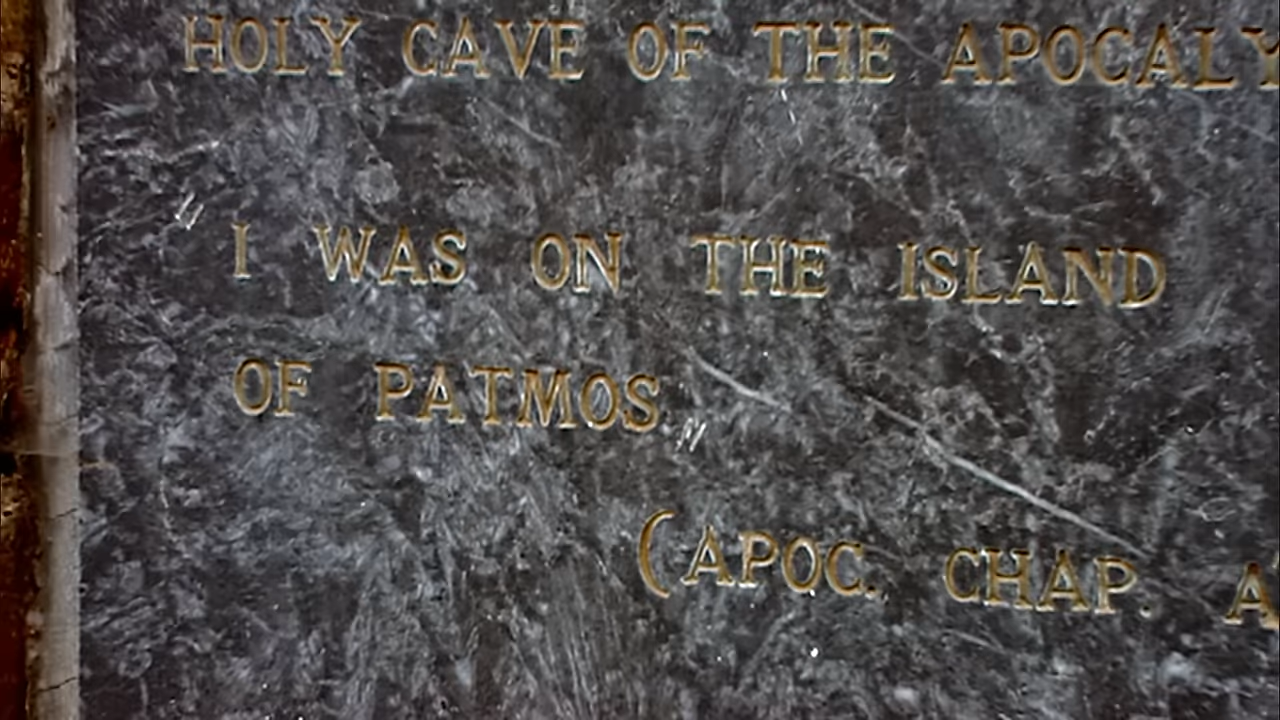 HOLY CAVE OF THE APOCALY
"I WAS ON THE ISLAND
OF PATMOS„
(APOC. CHAP. A'